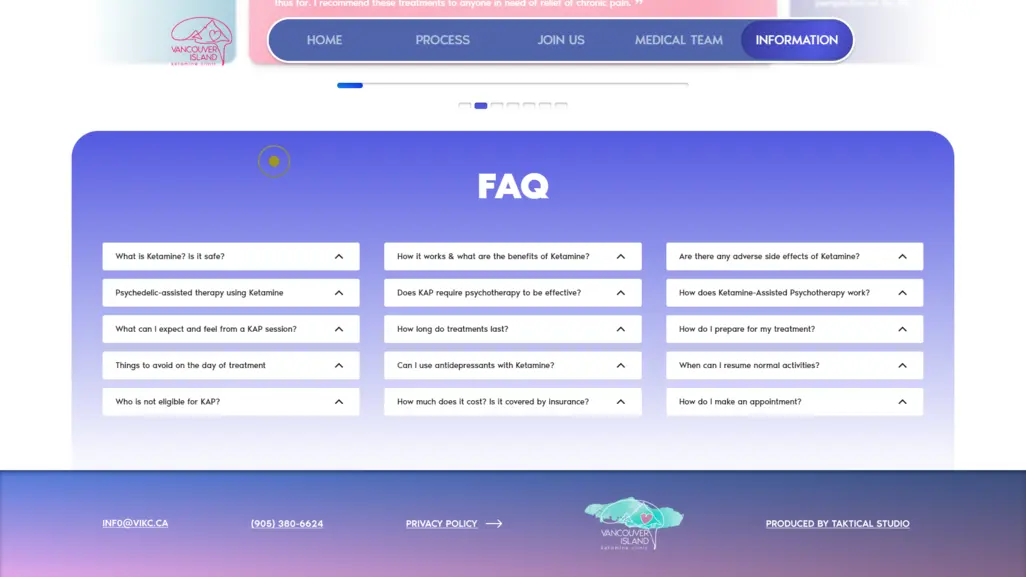 thus far. I recommend these treatments to anyone in need of relief of chronic pain. ”
VANCOUVER
ISLAND
ketamine clinic
HOME
PROCESS
JOIN US
MEDICAL TEAM
INFORMATION
FAQ
What is Ketamine? Is it safe?
How it works & what are the benefits of Ketamine?
Are there any adverse side effects of Ketamine?
Psychedelic-assisted therapy using Ketamine
Does KAP require psychotherapy to be effective?
How does Ketamine-Assisted Psychotherapy work?
What can I expect and feel from a KAP session?
How long do treatments last?
How do I prepare for my treatment?
Things to avoid on the day of treatment
Can I use antidepressants with Ketamine?
When can I resume normal activities?
Who is not eligible for KAP?
How much does it cost? Is it covered by insurance?
How do I make an appointment?
INFO@VIKC.CA
(905) 380-6624
PRIVACY POLICY
VANCOUVER
ISLAND
ketamine clinic
PRODUCED BY TAKTICAL STUDIO